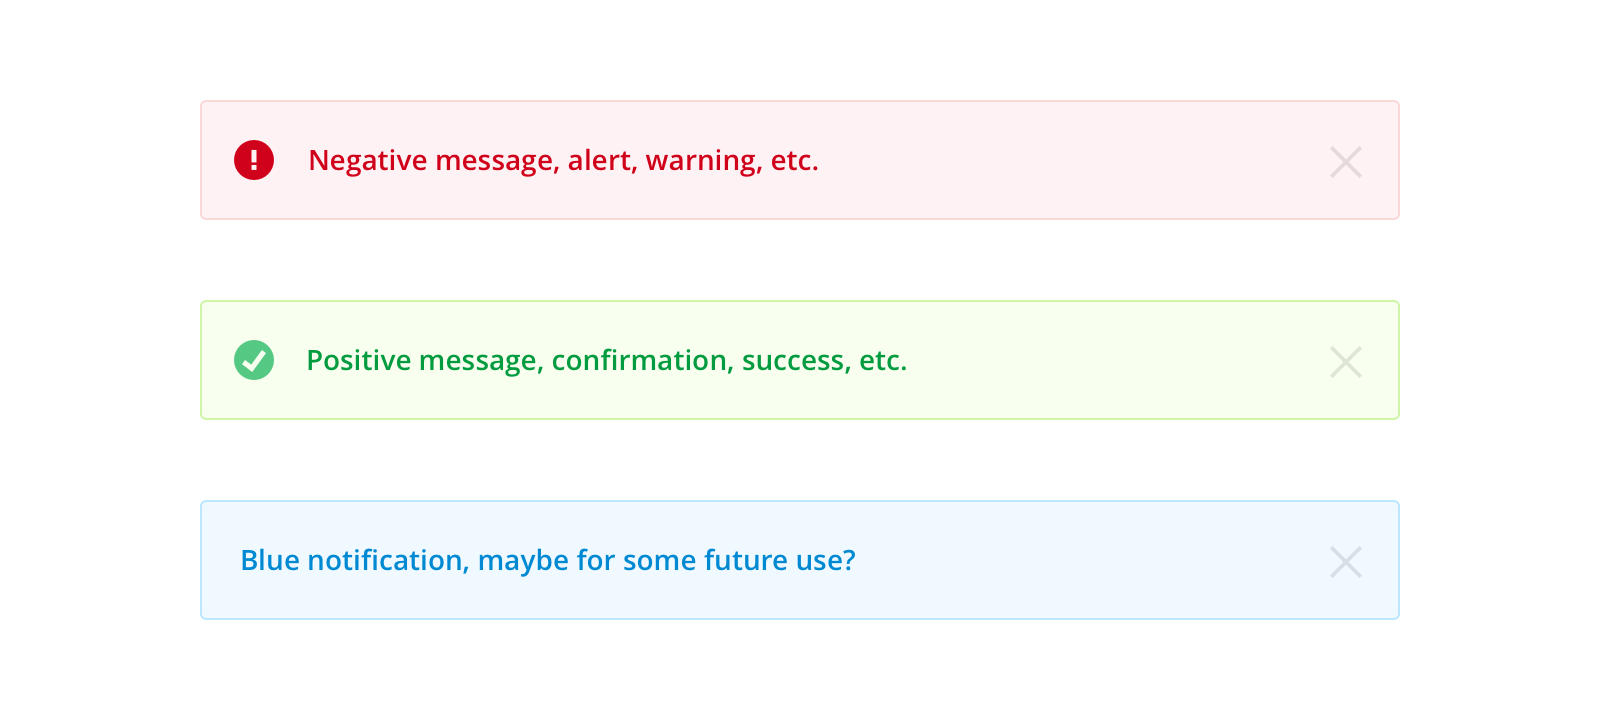 Negative message, alert, warning, etc.
Positive message, confirmation, success, etc.
Blue notification, maybe for some future use?